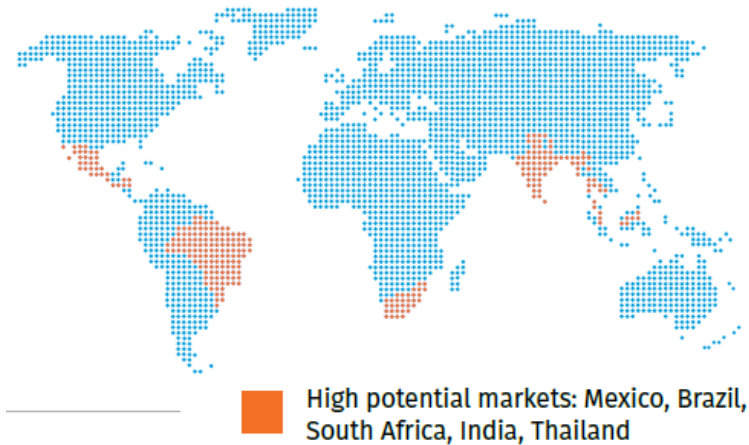 High potential markets: Mexico, Brazil,
South Africa, India, Thailand